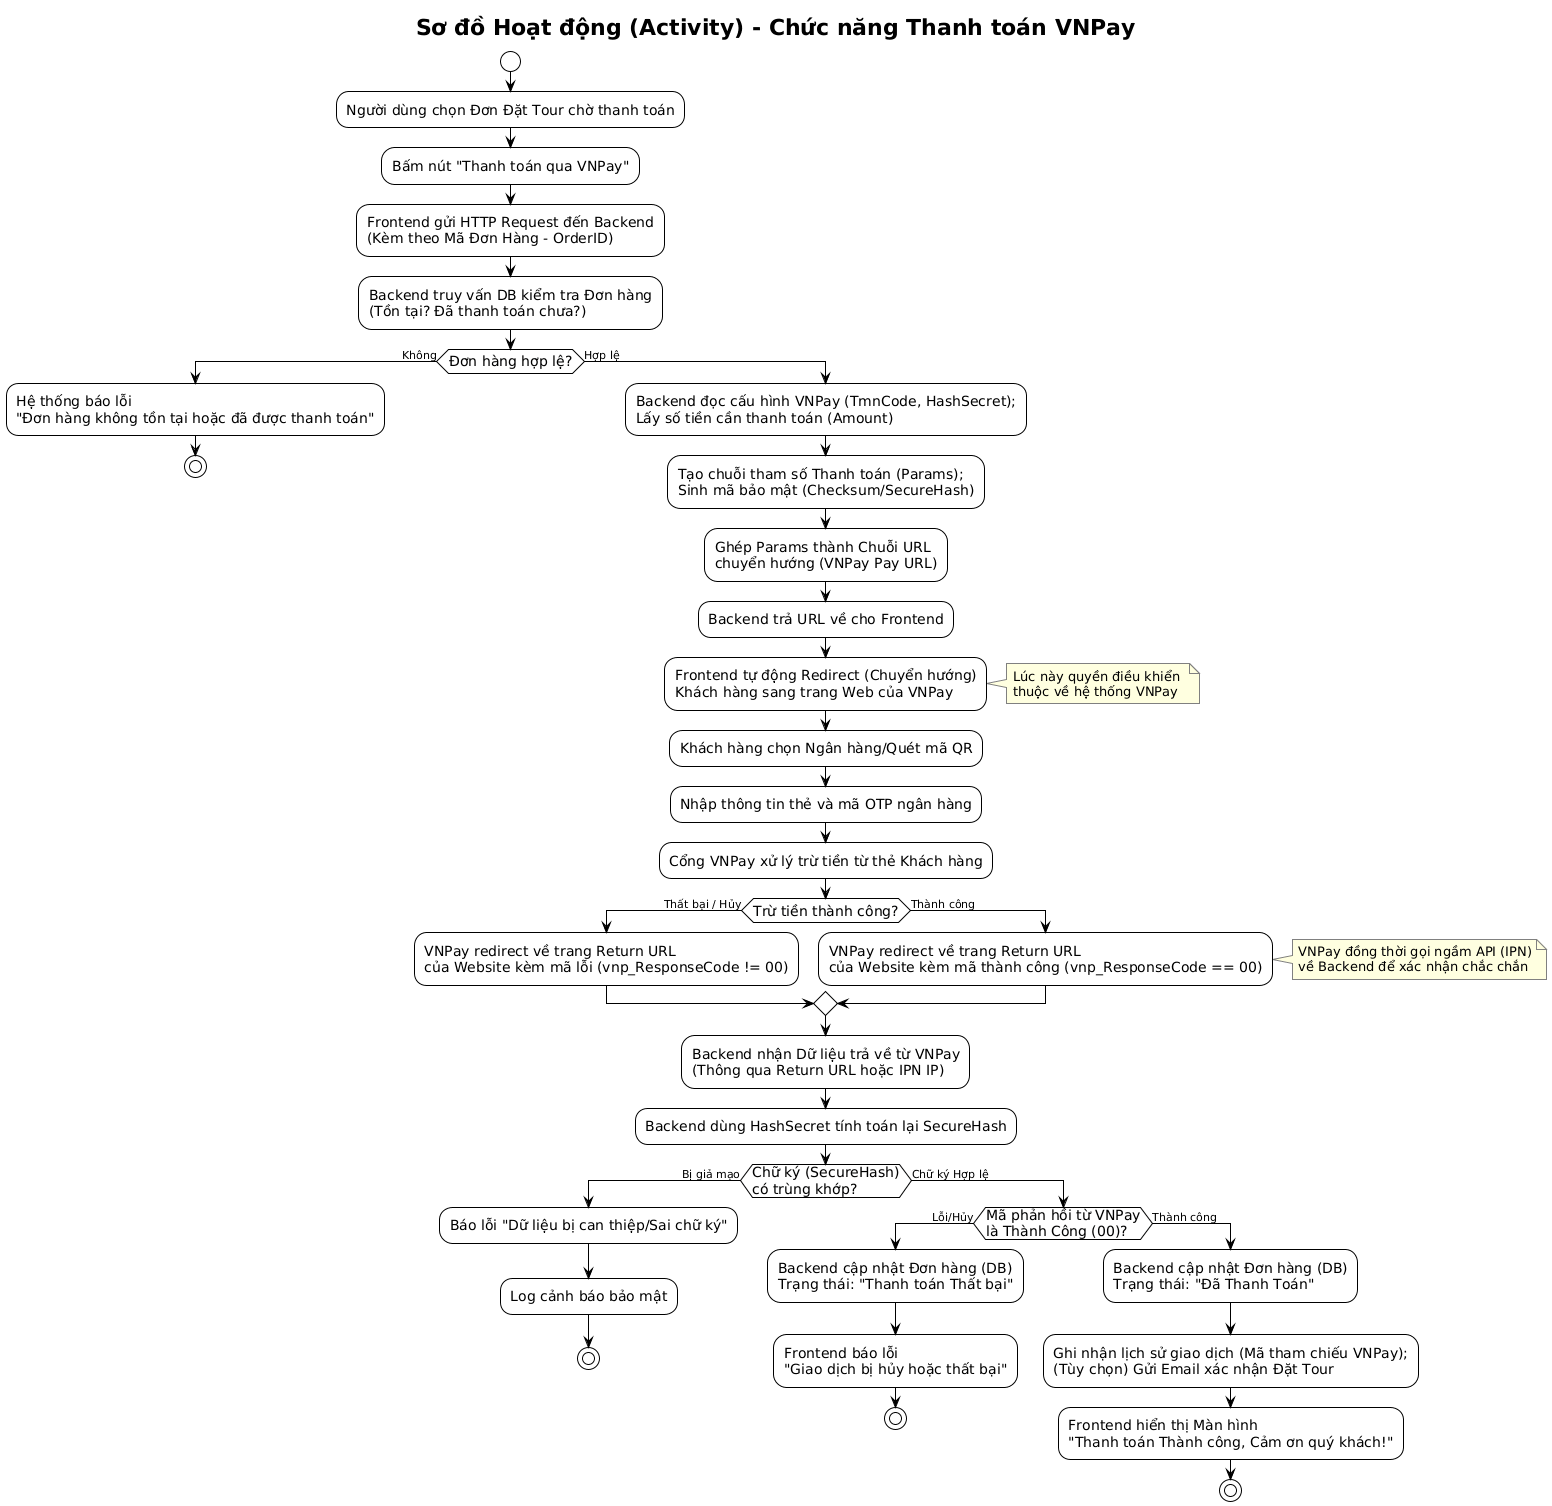 Sơ đồ Hoạt động (Activity) - Chức năng Thanh toán VNPay
Người dùng chọn Đơn Đặt Tour chờ thanh toán
Bấm nút "Thanh toán qua VNPay"
Frontend gửi HTTP Request đến Backend
(Kèm theo Mã Đơn Hàng - OrderID)
Backend truy vấn DB kiểm tra Đơn hàng
(Tồn tại? Đã thanh toán chưa?)
Không
Đơn hàng hợp lệ?
Hợp lệ
Hệ thống báo lỗi
"Đơn hàng không tồn tại hoặc đã được thanh toán"
Backend đọc cấu hình VNPay (TmnCode, HashSecret);
Lấy số tiền cần thanh toán (Amount)
Tạo chuỗi tham số Thanh toán (Params);
Sinh mã bảo mật (Checksum/SecureHash)
Ghép Params thành Chuỗi URL
chuyển hướng (VNPay Pay URL)
Backend trả URL về cho Frontend
Frontend tự động Redirect (Chuyển hướng)
Khách hàng sang trang Web của VNPay
Lúc này quyền điều khiển
thuộc về hệ thống VNPay
Khách hàng chọn Ngân hàng/Quét mã QR
Nhập thông tin thẻ và mã OTP ngân hàng
Cổng VNPay xử lý trừ tiền từ thẻ Khách hàng
Thất bại / Hủy
Trừ tiền thành công?
Thành công
VNPay redirect về trang Return URL
của Website kèm mã lỗi (vnp_ResponseCode != 00)
VNPay redirect về trang Return URL
của Website kèm mã thành công (vnp_ResponseCode == 00)
VNPay đồng thời gọi ngầm API (IPN)
về Backend để xác nhận chắc chắn
Backend nhận Dữ liệu trả về từ VNPay
(Thông qua Return URL hoặc IPN IP)
Backend dùng HashSecret tính toán lại SecureHash
Bị giả mạo
Chữ ký (SecureHash)
có trùng khớp?
Chữ ký Hợp lệ
Báo lỗi "Dữ liệu bị can thiệp/Sai chữ ký"
Log cảnh báo bảo mật
Lỗi/Hủy
Mã phản hồi từ VNPay
là Thành Công (00)?
Thành công
Backend cập nhật Đơn hàng (DB)
Trạng thái: "Thanh toán Thất bại"
Frontend báo lỗi
"Giao dịch bị hủy hoặc thất bại"
Backend cập nhật Đơn hàng (DB)
Trạng thái: "Đã Thanh Toán"
Ghi nhận lịch sử giao dịch (Mã tham chiếu VNPay);
(Tùy chọn) Gửi Email xác nhận Đặt Tour
Frontend hiển thị Màn hình
"Thanh toán Thành công, Cảm ơn quý khách!"